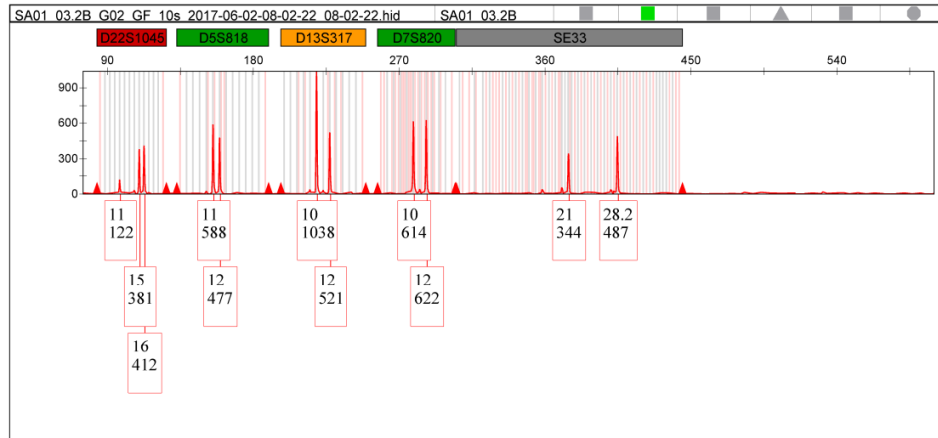 SA01_03.2B_G02_GF_10s_2017-06-02-08-02-22_08-02-22.hid SA01_03.2B
D22S1045 D5S818 D13S317 D7S820 SE33
90 180 270 360 450 540
900
600
300
0
11 11 10 10 21 28.2
122 588 1038 614 344 487
15 12 12 12
381 477 521 622
16
412